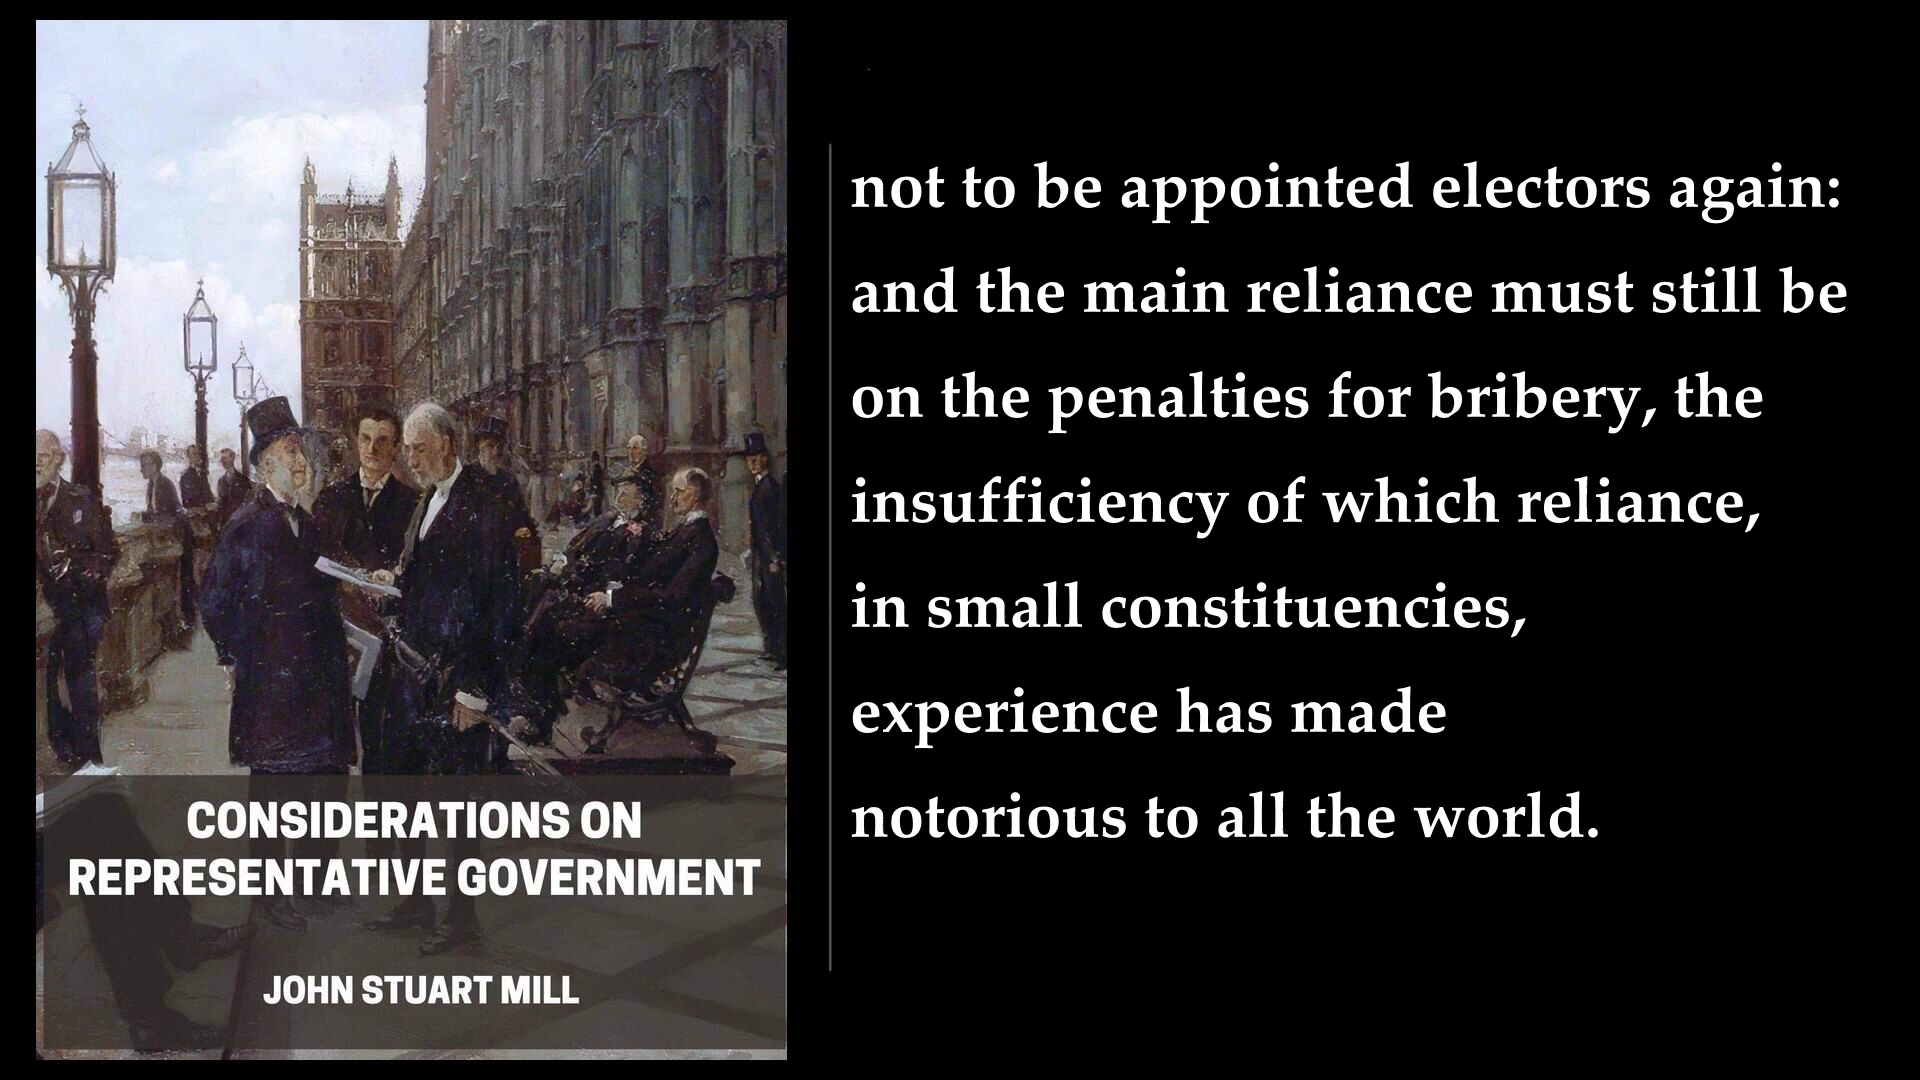 CONSIDERATIONS ON
REPRESENTATIVE GOVERNMENT
JOHN STUART MILL
not to be appointed electors again:
and the main reliance must still be
on the penalties for bribery, the
insufficiency of which reliance,
in small constituencies,
experience has made
notorious to all the world.